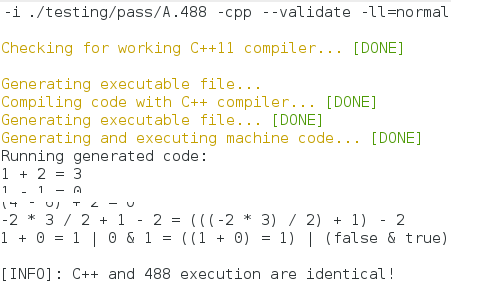 -i ./testing/pass/A.488 -cpp --validate -ll=normal
Checking for working C++11 compiler... [DONE]
Generating executable file...
Compiling code with C++ compiler... [DONE]
Generating executable file... [DONE]
Generating and executing machine code... [DONE]
Running generated code:
1 + 2 = 3
1 - 1 = 0
-2 * 3 / 2 + 1 - 2 = (((-2 * 3) / 2) + 1) - 2
1 + 0 = 1 | 0 & 1 = ((1 + 0) = 1) | (false & true)
[INFO]: C++ and 488 execution are identical!